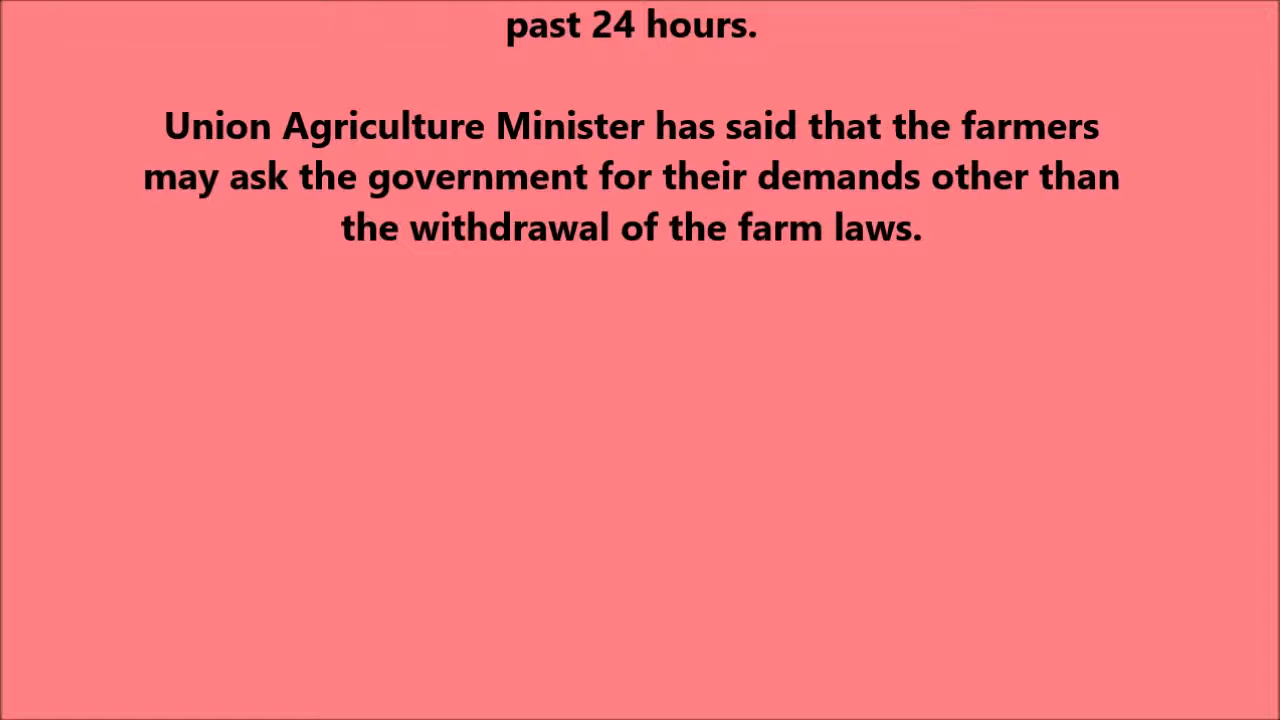 past 24 hours.
Union Agriculture Minister has said that the farmers
may ask the government for their demands other than
the withdrawal of the farm laws.